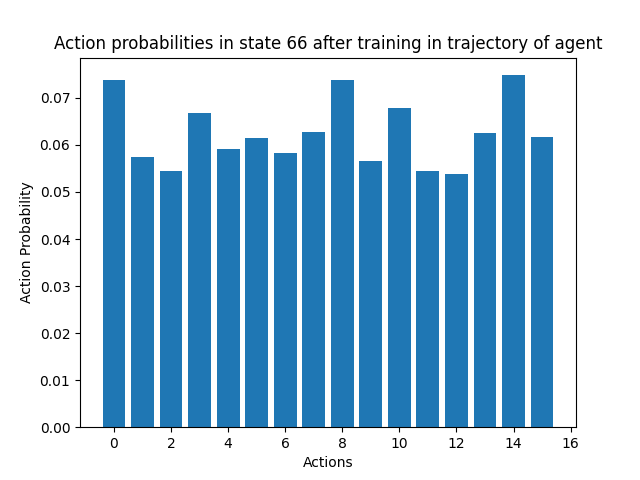 Action probabilities in state 66 after training in trajectory of agent
0.07
0.06
0.05
0.04
0.03
0.02
0.01
0.00
Action Probability
0 2 4 6 8 10 12 14 16
Actions